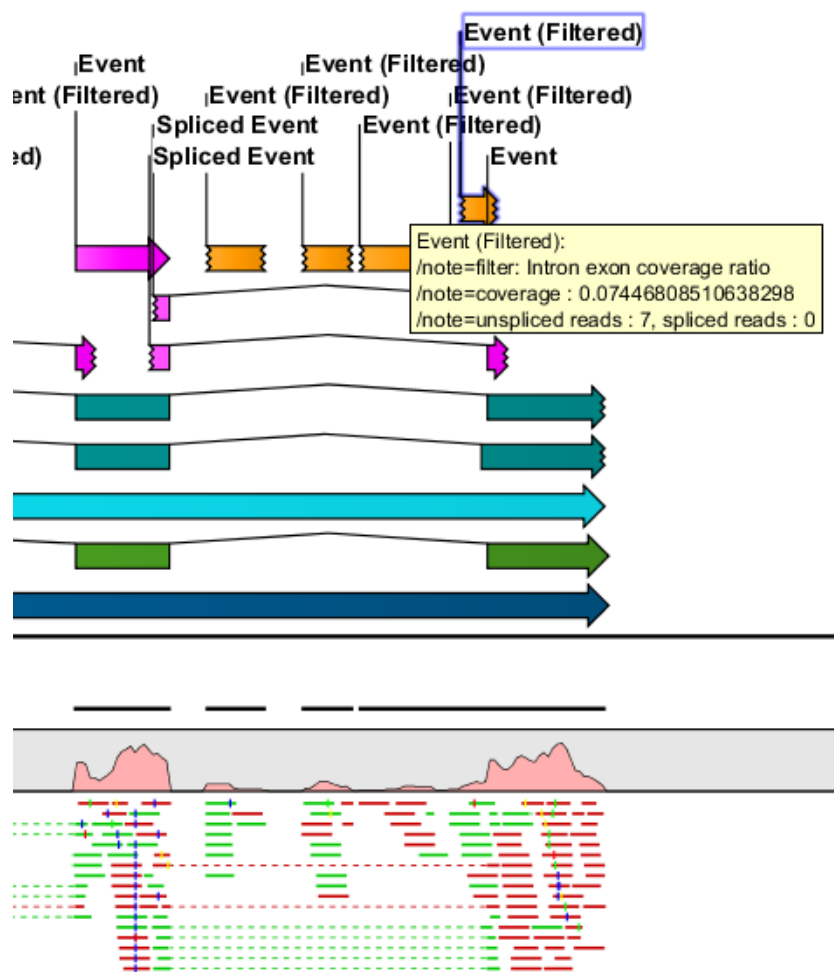 Event (Filtered)
Event
Event (Filtered)
ent (Filtered)
Event (Filtered)
Event (Filtered)
Spliced Event
Event (Filtered)
ed)
Spliced Event
Event
Event (Filtered):
/note=filter: Intron exon coverage ratio
/note=coverage : 0.07446808510638298
/note=unspliced reads : 7, spliced reads : 0